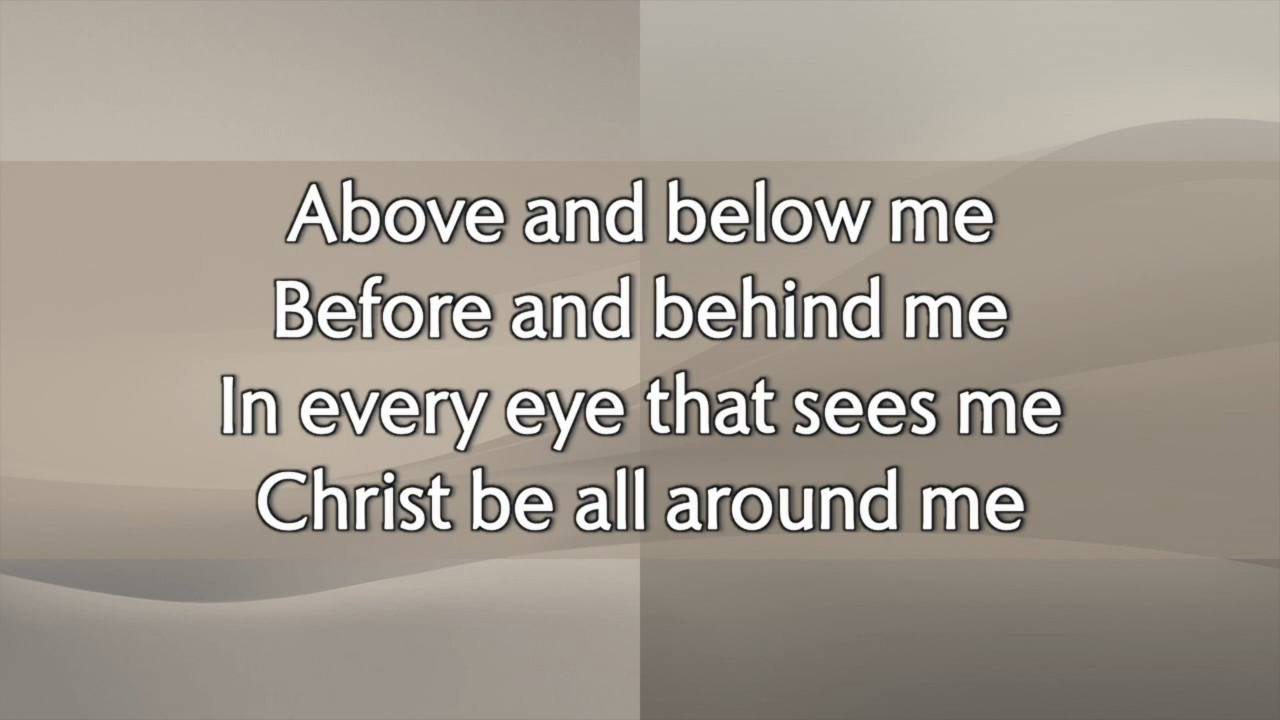 Above and below me
Before and behind me
In every eye that sees me
Christ be all around me